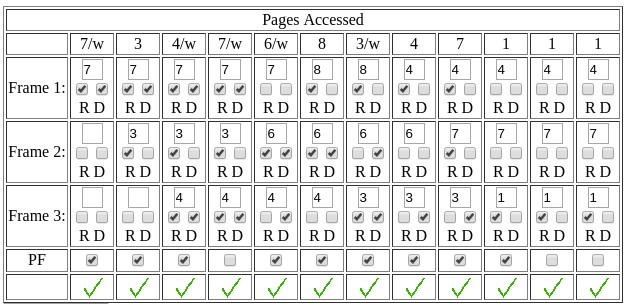 Pages Accessed
7/w 3 4/w 7/w 6/w 8 3/w 4 7 1 1 1
7 7 7 7 7 8 8 4 4 4 4 4
Frame 1:
R D R D R D R D R D R D R D R D R D R D R D R D
3 3 3 6 6 6 6 7 7 7 7
Frame 2:
R D R D R D R D R D R D R D R D R D R D R D R D
4 4 4 4 3 3 3 1 1 1
Frame 3:
R D R D R D R D R D R D R D R D R D R D R D R D
PF